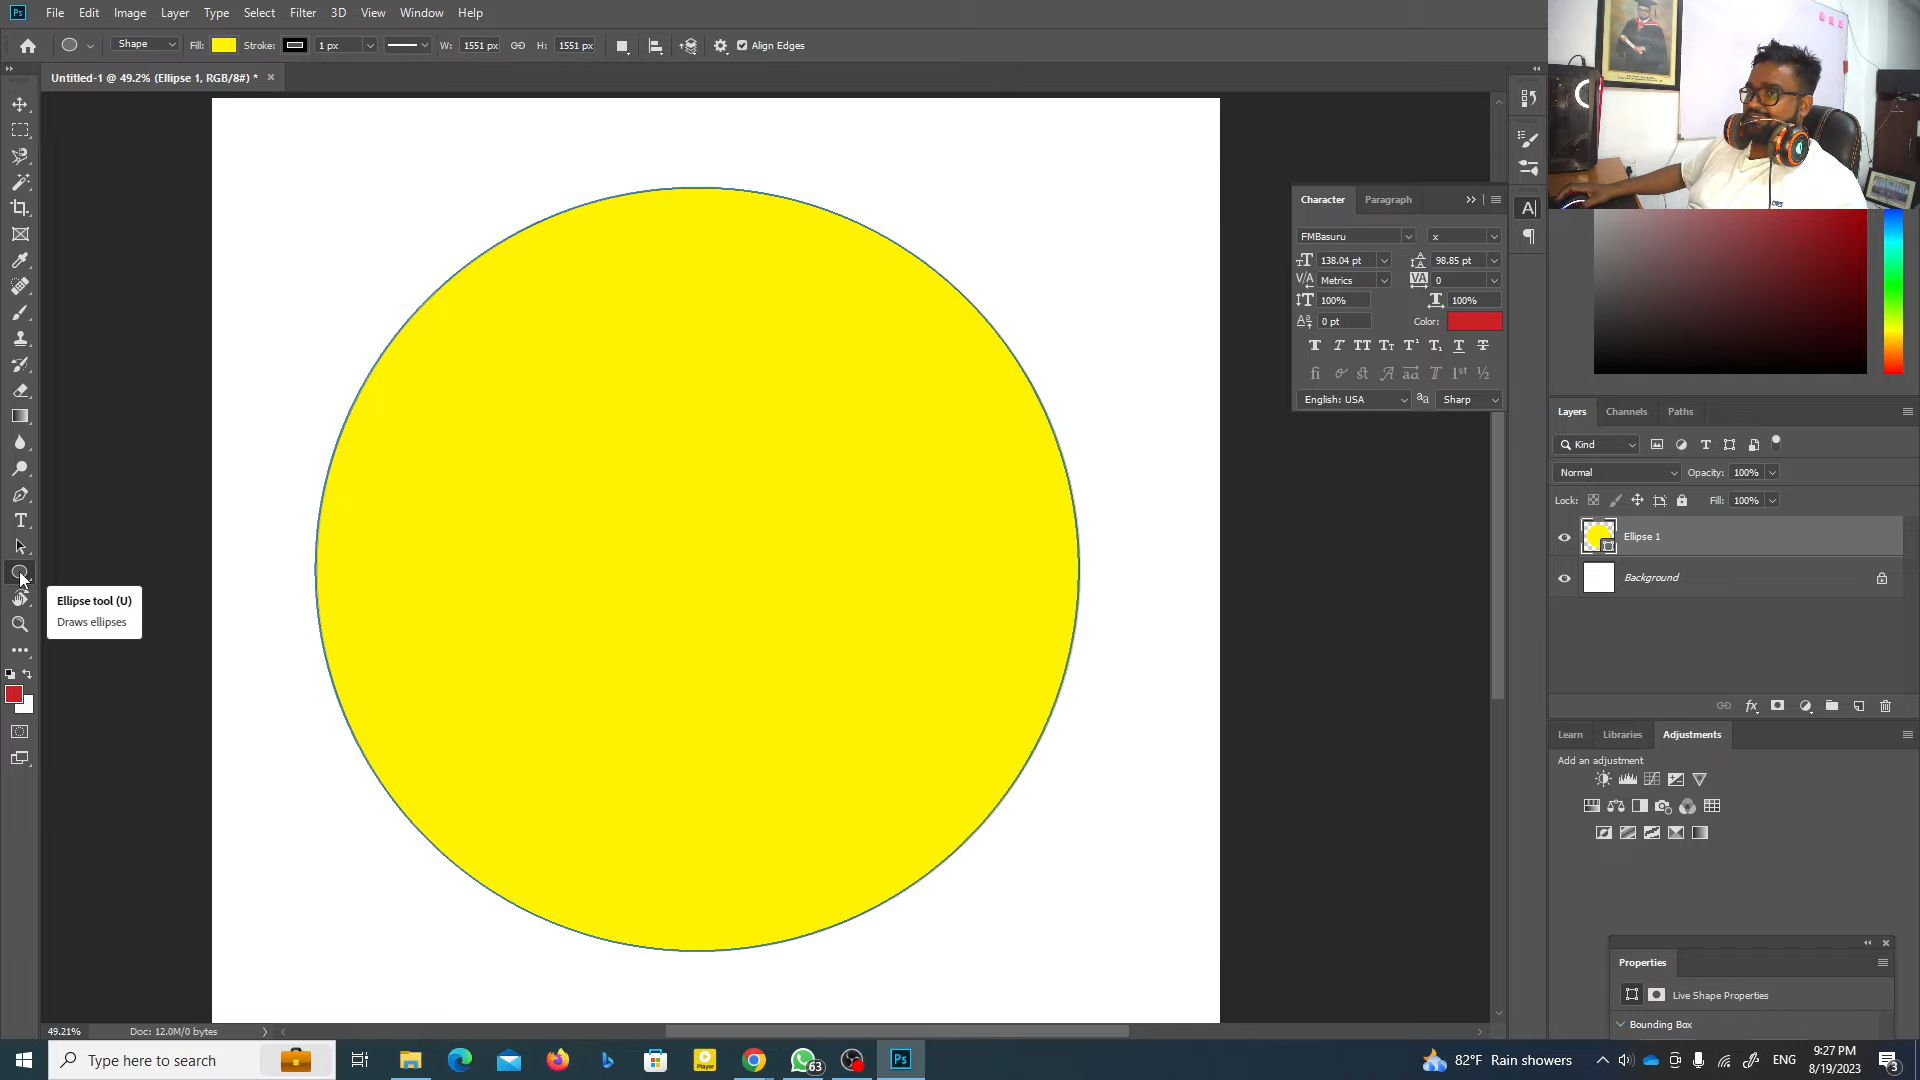 Ps File Edit Image Layer Type Select Filter 3D View Window Help
Shape Fill: Stroke: 1 px W: 1551 px H: 1551 px Align Edges
Untitled-1 @ 49.2% (Ellipse 1, RGB/8#) * ×
Character Paragraph
FMBasuru x
138.04 pt 98.85 pt
Metrics 0
100% 100%
0 pt Color:
English: USA Sharp
Layers Channels Paths
Kind
Normal Opacity: 100%
Lock: Fill: 100%
Ellipse 1
Background
Ellipse tool (U)
Draws ellipses
Learn Libraries Adjustments
Add an adjustment
Properties
Live Shape Properties
Bounding Box
49.21% Doc: 12.0M/0 bytes
Type here to search
Player
63
Ps
82°F Rain showers
ENG
9:27 PM
8/19/2023
3